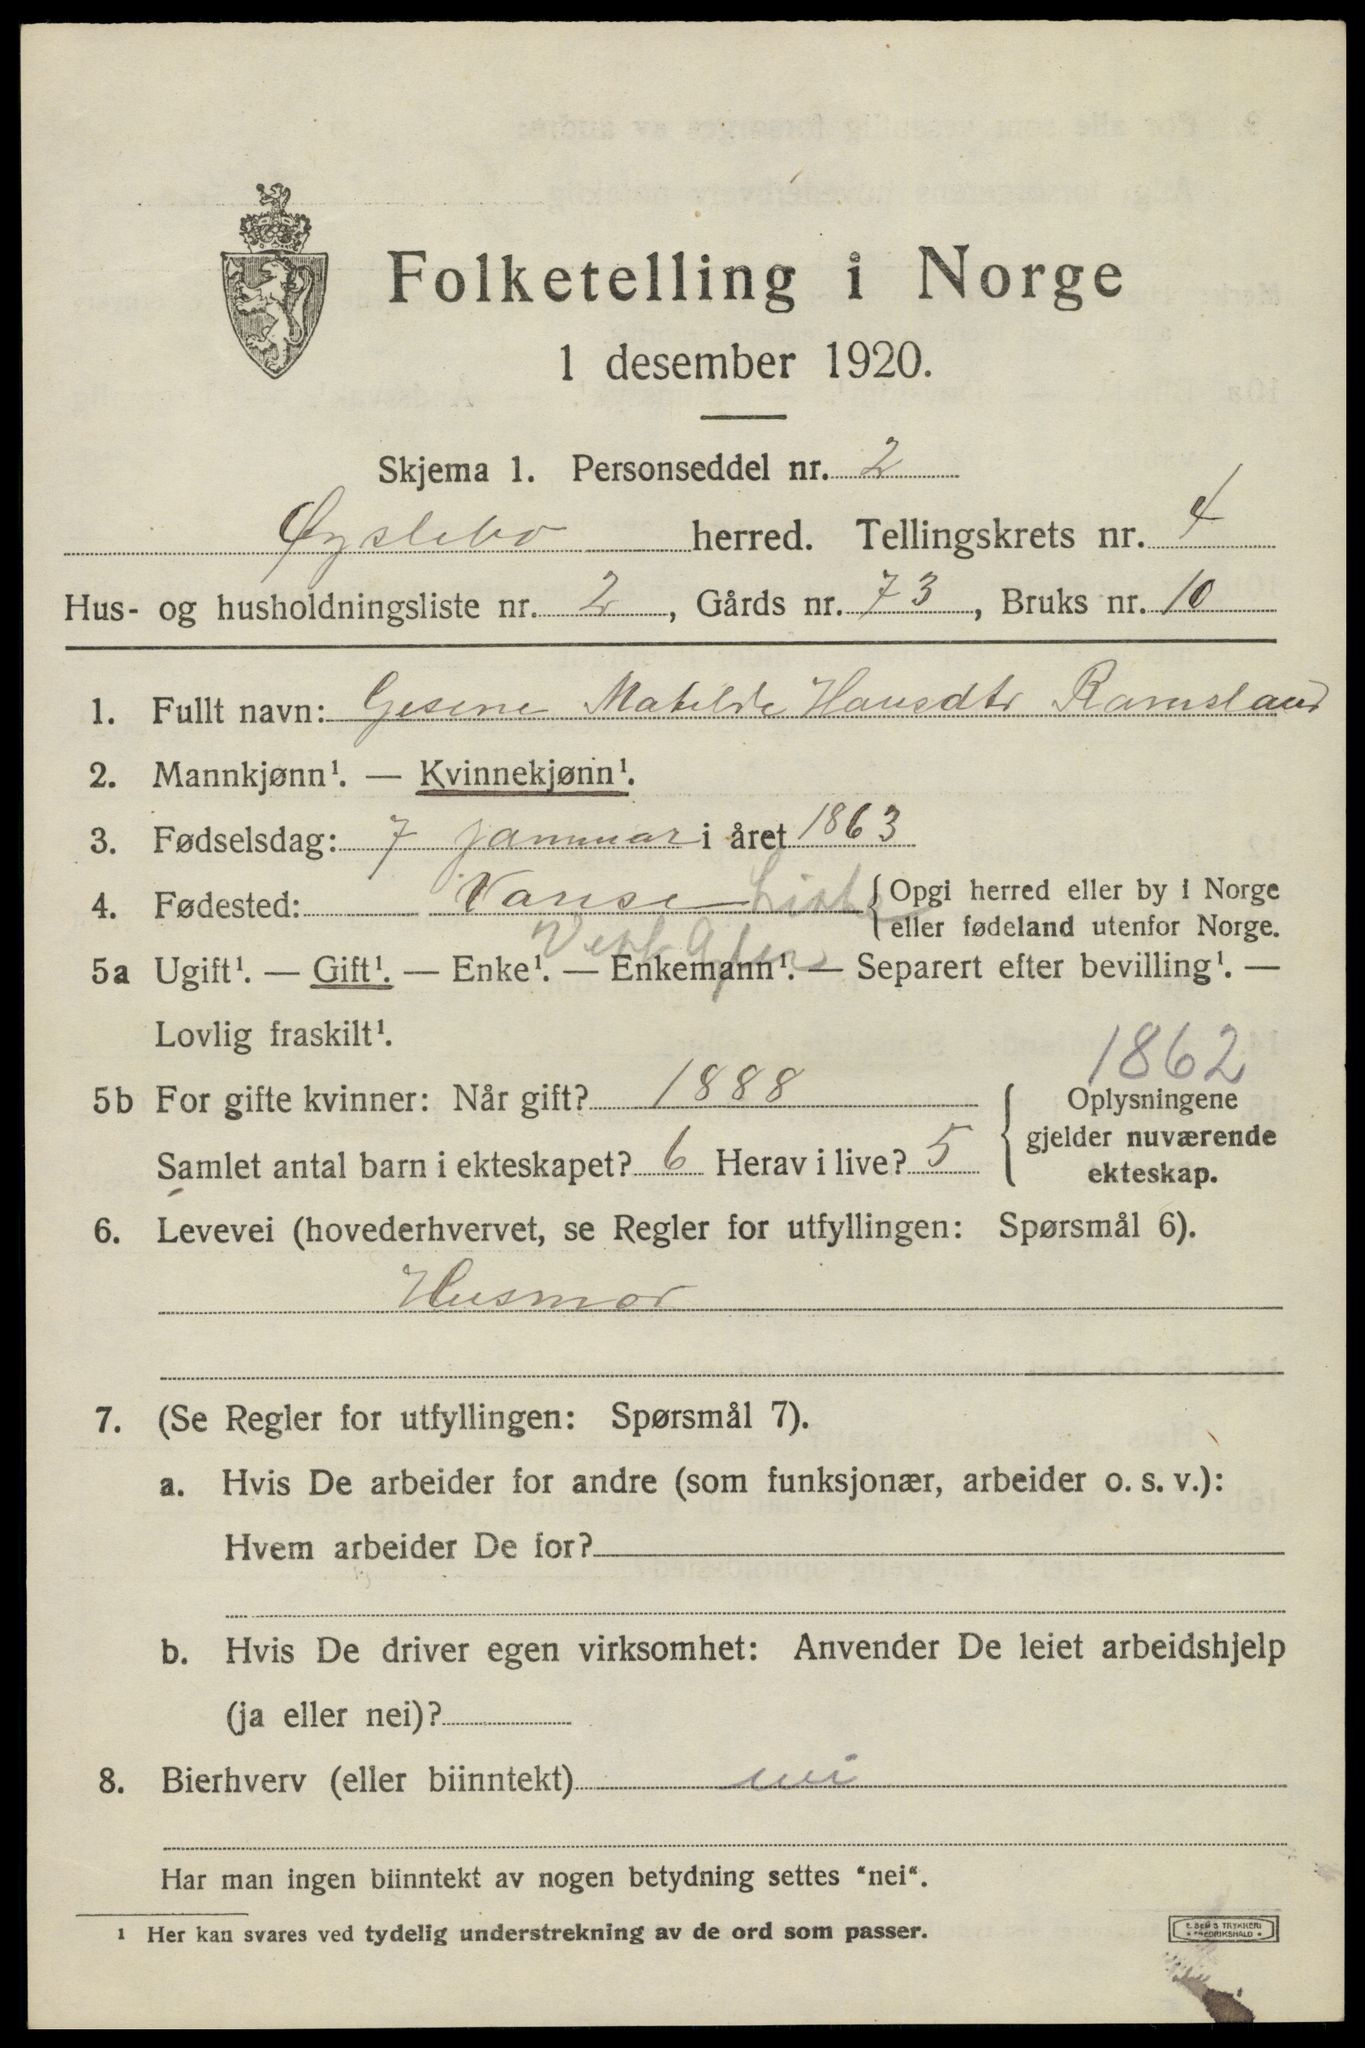 Folketelling i Norge
1 desember 1920.
Skjema 1. Personseddel nr. 2
Øyslebo herred. Tellingskrets nr. 4
Hus- og husholdningsliste nr. 2, Gårds nr. 73, Bruks nr. 10
1. Fullt navn: Gesine Matilde Hansdtr Ramsland
2. Mannkjønn¹. — Kvinnekjønn¹.
3. Fødselsdag: 7 januar i året 1863
4. Fødested: Vanse Lista { Opgi herred eller by i Norge
eller fødeland utenfor Norge.
Vest Agder
5a Ugift¹. — Gift¹. — Enke¹. — Enkemann¹. — Separert efter bevilling¹. —
Lovlig fraskilt¹.
1862
5b For gifte kvinner: Når gift? 1888 { Oplysningene
gjelder nuværende
Samlet antal barn i ekteskapet? 6 Herav i live? 5 ekteskap.
6. Levevei (hovederhvervet, se Regler for utfyllingen: Spørsmål 6).
Husmor
7. (Se Regler for utfyllingen: Spørsmål 7).
a. Hvis De arbeider for andre (som funksjonær, arbeider o. s. v.):
Hvem arbeider De for?
b. Hvis De driver egen virksomhet: Anvender De leiet arbeidshjelp
(ja eller nei)?
8. Bierhverv (eller biinntekt) nei
Har man ingen biinntekt av nogen betydning settes "nei".
¹ Her kan svares ved tydelig understrekning av de ord som passer.
E. SEM'S TRYKKERI
* FREDRIKSHALD *